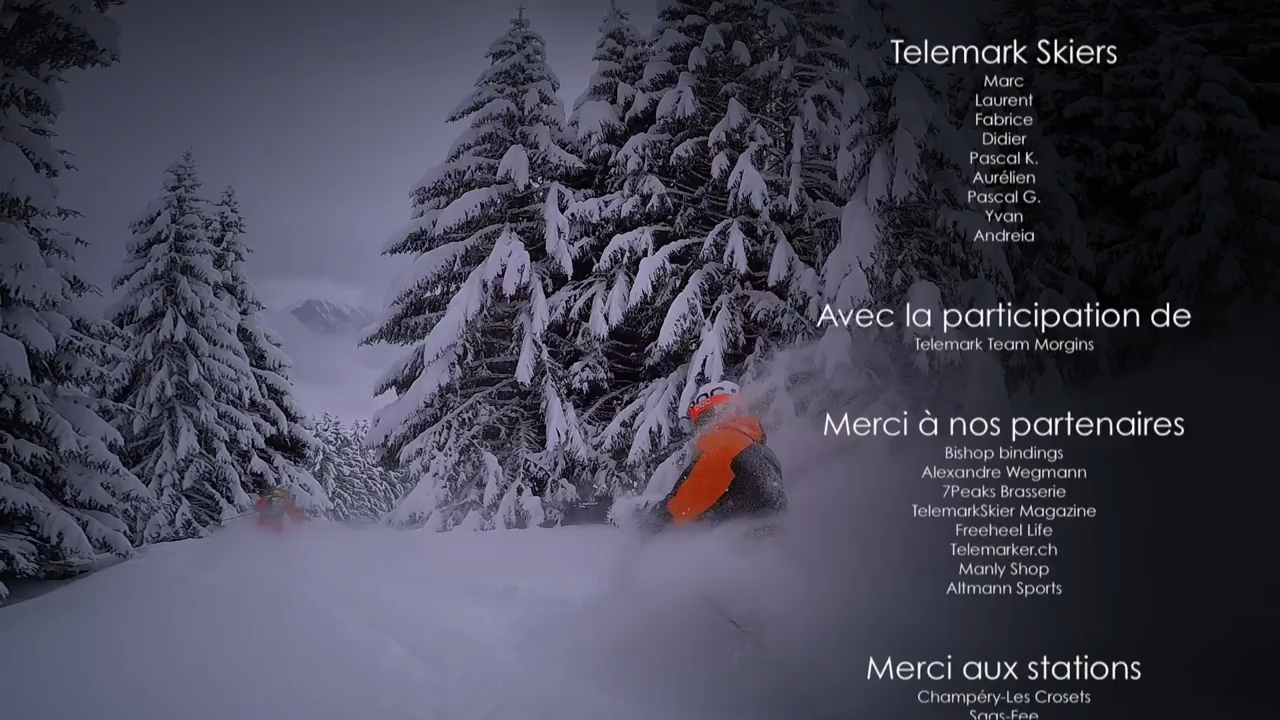 Telemark Skiers
Marc
Laurent
Fabrice
Didier
Pascal K.
Aurélien
Pascal G.
Yvan
Andreia
Avec la participation de
Telemark Team Morgins
Merci à nos partenaires
Bishop bindings
Alexandre Wegmann
7Peaks Brasserie
TelemarkSkier Magazine
Freeheel Life
Telemarker.ch
Manly Shop
Altmann Sports
Merci aux stations
Champéry-Les Crosets
Saas-Fee